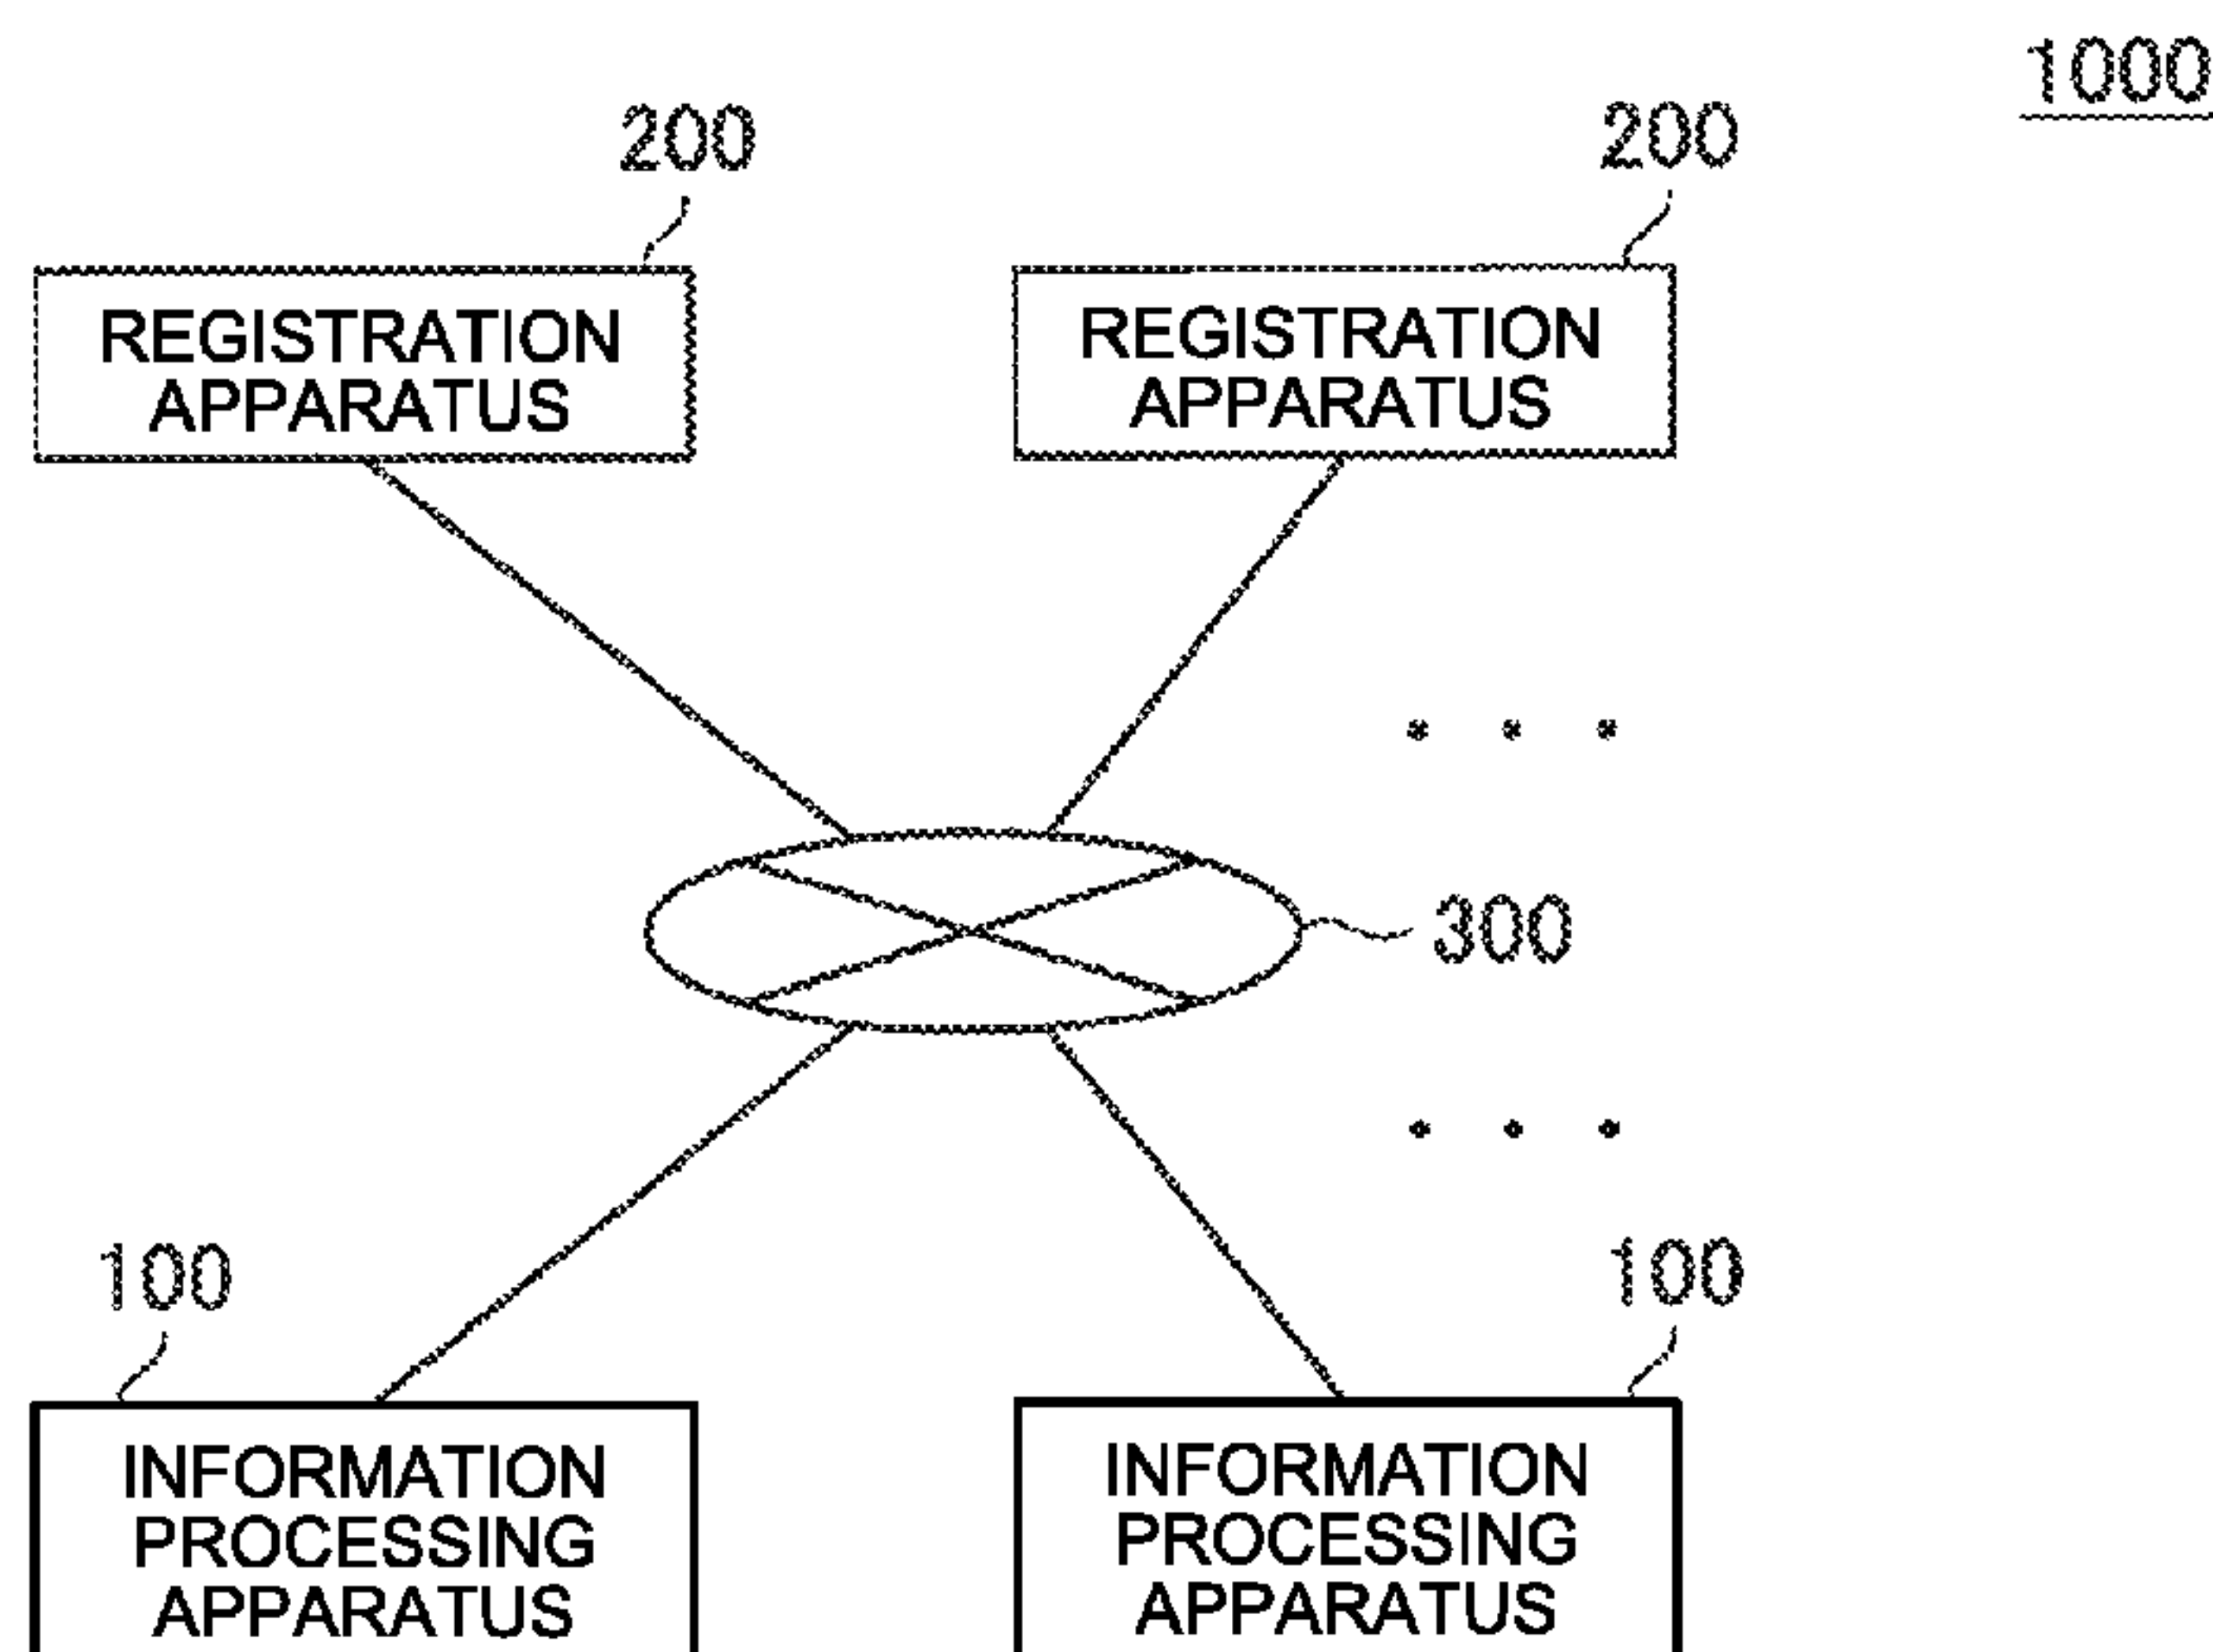 1000
200
200
REGISTRATION
APPARATUS
REGISTRATION
APPARATUS
300
100
100
INFORMATION
PROCESSING
APPARATUS
INFORMATION
PROCESSING
APPARATUS